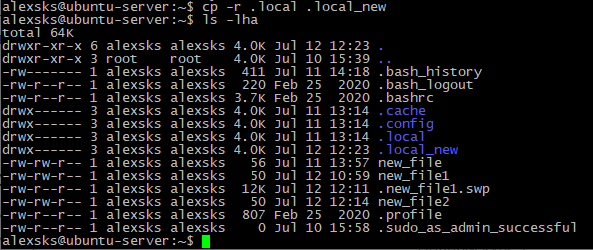 alexsks@ubuntu-server:~$ cp -r .local .local_new
alexsks@ubuntu-server:~$ ls -lha
total 64K
drwxr-xr-x 6 alexsks alexsks 4.0K Jul 12 12:23 .
drwxr-xr-x 3 root    root    4.0K Jul 10 15:39 ..
-rw------- 1 alexsks alexsks  411 Jul 11 14:18 .bash_history
-rw-r--r-- 1 alexsks alexsks  220 Feb 25  2020 .bash_logout
-rw-r--r-- 1 alexsks alexsks 3.7K Feb 25  2020 .bashrc
drwx------ 3 alexsks alexsks 4.0K Jul 11 13:14 .cache
drwx------ 3 alexsks alexsks 4.0K Jul 11 13:14 .config
drwx------ 3 alexsks alexsks 4.0K Jul 11 13:14 .local
drwx------ 3 alexsks alexsks 4.0K Jul 12 12:23 .local_new
-rw-rw-r-- 1 alexsks alexsks   56 Jul 11 13:57 new_file
-rw-rw-r-- 1 alexsks alexsks   50 Jul 12 10:59 new_file1
-rw-rw-r-- 1 alexsks alexsks  12K Jul 12 12:11 .new_file1.swp
-rw-rw-r-- 1 alexsks alexsks   50 Jul 12 12:14 new_file2
-rw-r--r-- 1 alexsks alexsks  807 Feb 25  2020 .profile
-rw-r--r-- 1 alexsks alexsks    0 Jul 10 15:58 .sudo_as_admin_successful
alexsks@ubuntu-server:~$